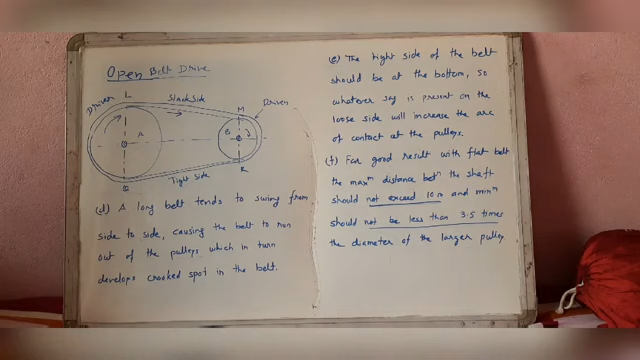 Open Belt Drive
Driver
L
Slack Side
M
Driven
A
B
Tight Side
K
(d) A long belt tends to swing from
side to side, causing the belt to run
out of the pulleys which in turn
develops crooked spot in the belt.
(e) The tight side of the belt
should be at the bottom, so
whatever sag is present on the
loose side will increase the arc
of contact at the pulleys.
(f) For good result with flat belt
the maxm distance betn the shaft
should not exceed 10 m and minm
should not be less than 3.5 times
the diameter of the larger pulley